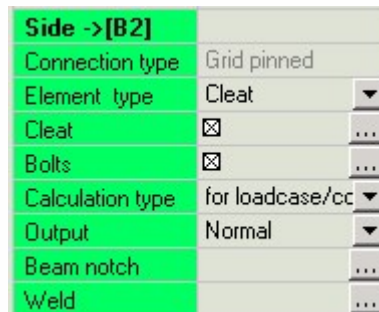 Side ->[B2]
Connection type Grid pinned
Element type Cleat
Cleat ...
Bolts ...
Calculation type for loadcase/cc
Output Normal
Beam notch ...
Weld ...